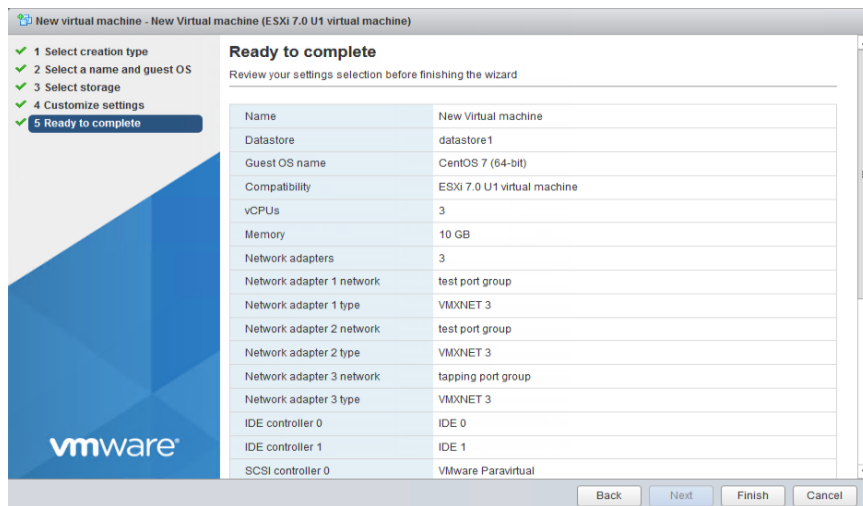 New virtual machine - New Virtual machine (ESXi 7.0 U1 virtual machine)
1 Select creation type
2 Select a name and guest OS
3 Select storage
4 Customize settings
5 Ready to complete
vmware
Ready to complete
Review your settings selection before finishing the wizard
Name New Virtual machine
Datastore datastore1
Guest OS name CentOS 7 (64-bit)
Compatibility ESXi 7.0 U1 virtual machine
vCPUs 3
Memory 10 GB
Network adapters 3
Network adapter 1 network test port group
Network adapter 1 type VMXNET 3
Network adapter 2 network test port group
Network adapter 2 type VMXNET 3
Network adapter 3 network tapping port group
Network adapter 3 type VMXNET 3
IDE controller 0 IDE 0
IDE controller 1 IDE 1
SCSI controller 0 VMware Paravirtual
Back Next Finish Cancel